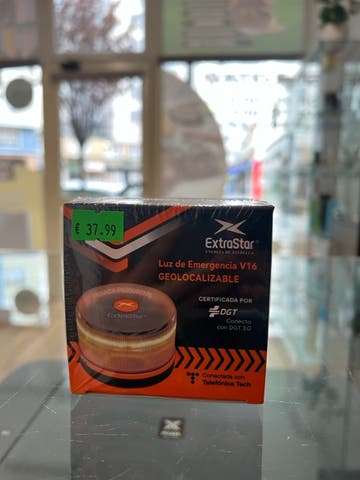 € 37.99
ExtraStar
Luz de Emergencia V16
GEOLOCALIZABLE
CERTIFICADA POR
DGT
Conecta
con DGT 3.0
ExtraStar
Conectada con
Telefónica Tech